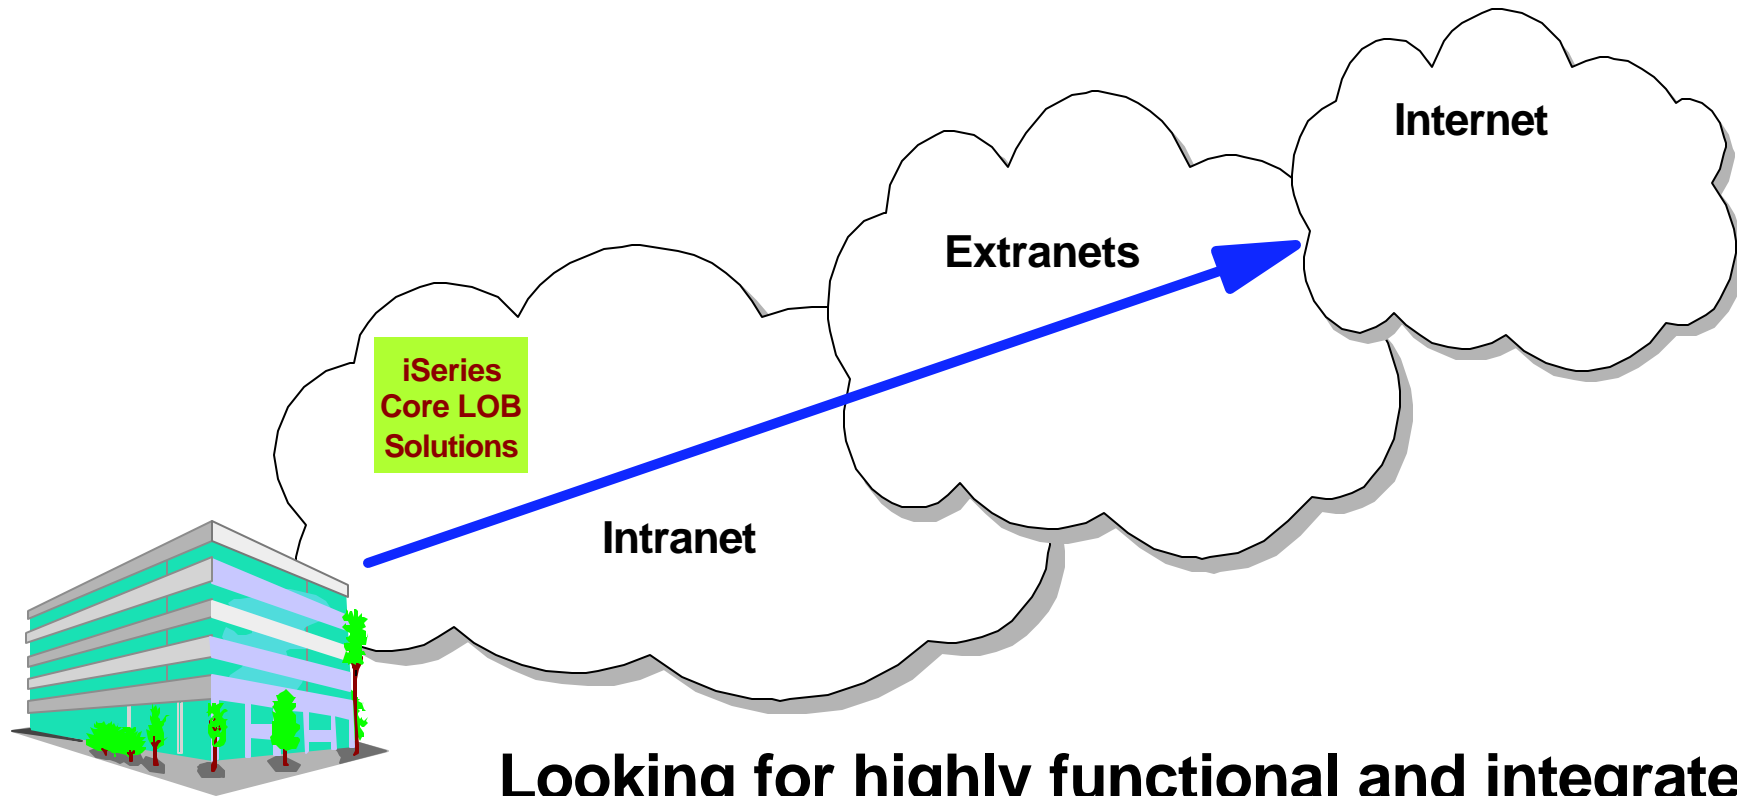 Internet
Extranets
iSeries
Core LOB
Solutions
Intranet
Looking for highly functional and integrate